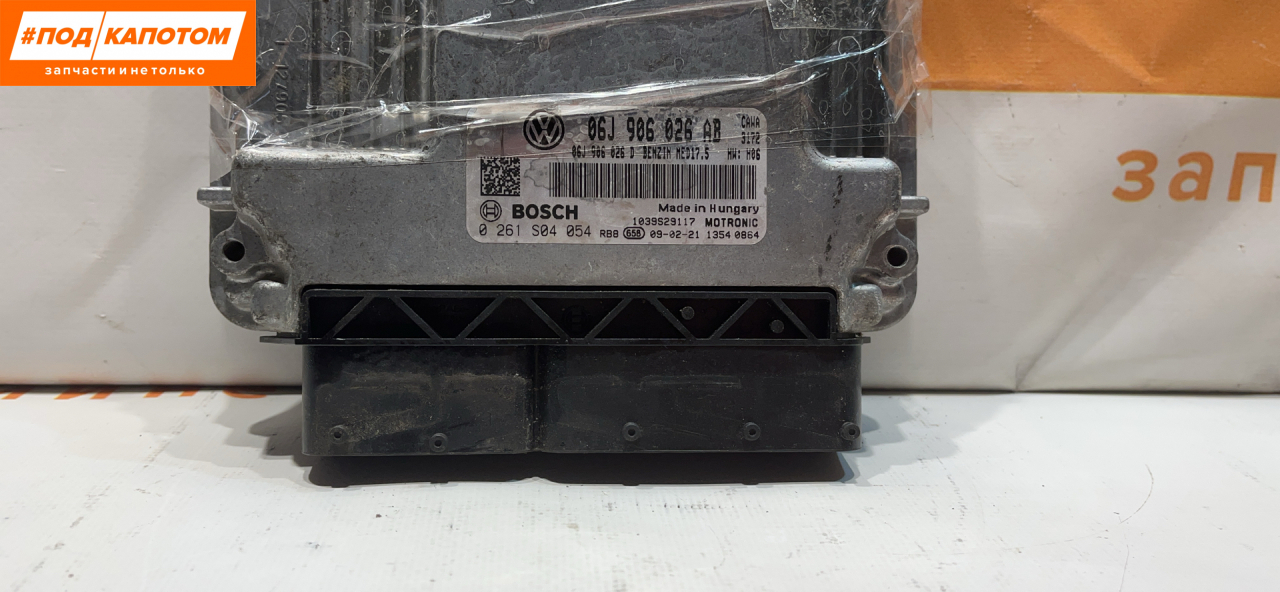 #ПОД КАПОТОМ
запчасти и не только
06J 906 026 AB
CAWA
3172
06J 906 026 D BENZIN MED17.5 HW: H06
Made in Hungary
BOSCH
1039S29117 MOTRONIC
0 261 S04 054 RB8 658 09-02-21 1354 0864
зап